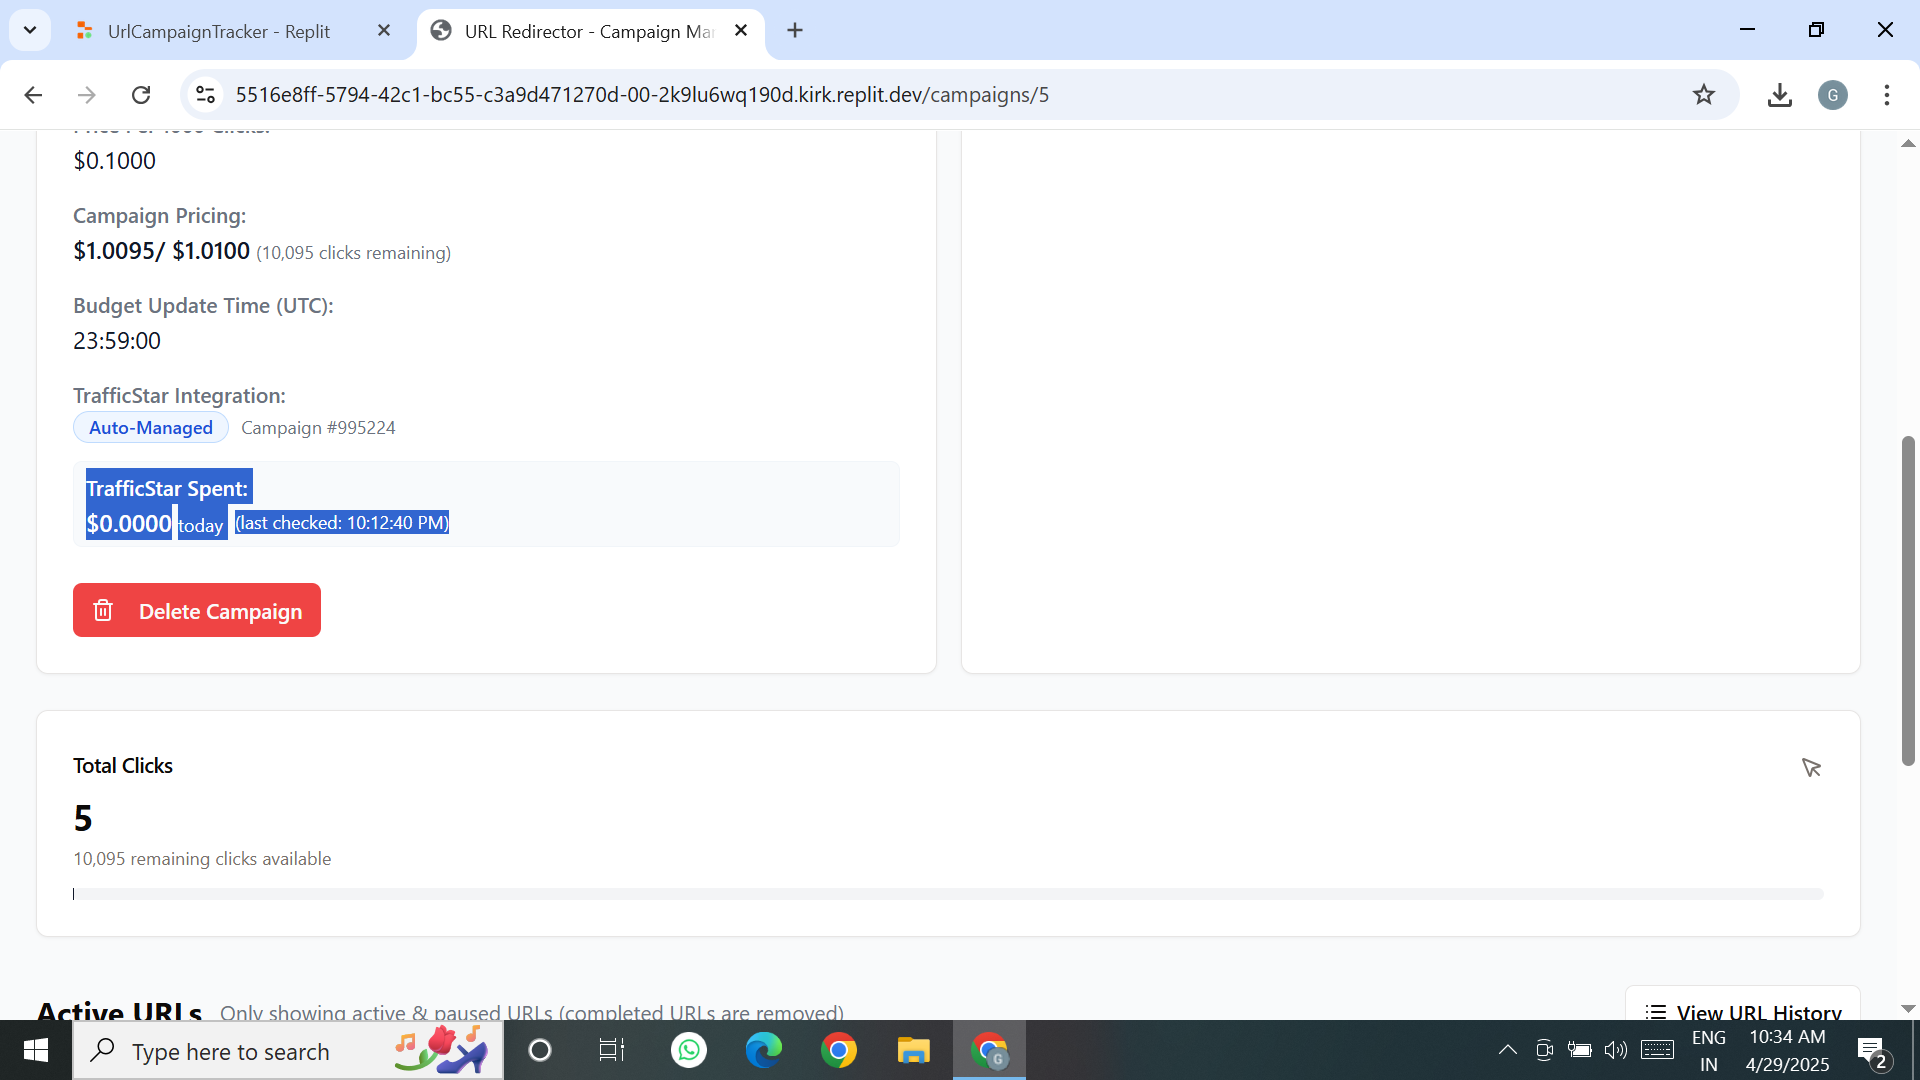 UrlCampaignTracker - Replit
URL Redirector - Campaign Ma
5516e8ff-5794-42c1-bc55-c3a9d471270d-00-2k9lu6wq190d.kirk.replit.dev/campaigns/5
G
Price Per 1000 Clicks:
$0.1000
Campaign Pricing:
$1.0095/ $1.0100 (10,095 clicks remaining)
Budget Update Time (UTC):
23:59:00
TrafficStar Integration:
Auto-Managed Campaign #995224
TrafficStar Spent:
$0.0000 today (last checked: 10:12:40 PM)
Delete Campaign
Total Clicks
5
10,095 remaining clicks available
Active URLs Only showing active & paused URLs (completed URLs are removed)
View URL History
Type here to search
G
ENG
IN
10:34 AM
4/29/2025
2